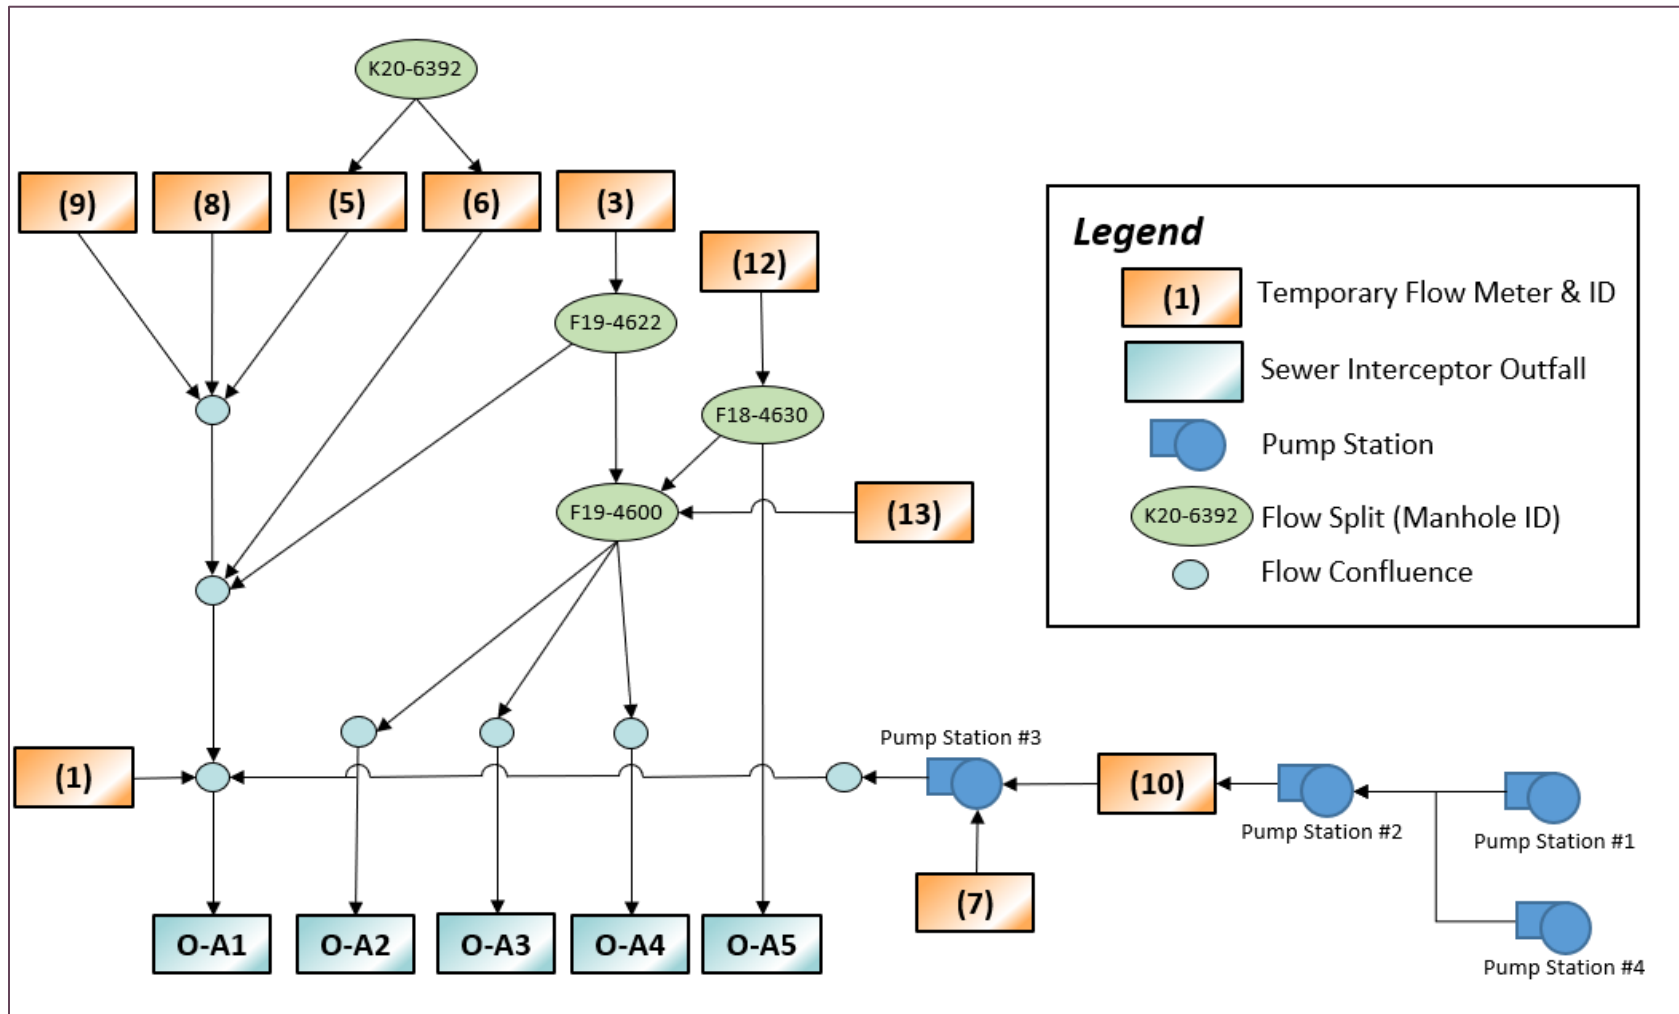 K20-6392
(9)
(8)
(5)
(6)
(3)
(12)
F19-4622
F18-4630
F19-4600
(13)
Legend
(1)
Temporary Flow Meter & ID
Sewer Interceptor Outfall
Pump Station
K20-6392
Flow Split (Manhole ID)
Flow Confluence
(1)
Pump Station #3
(10)
Pump Station #2
Pump Station #1
(7)
O-A1
O-A2
O-A3
O-A4
O-A5
Pump Station #4